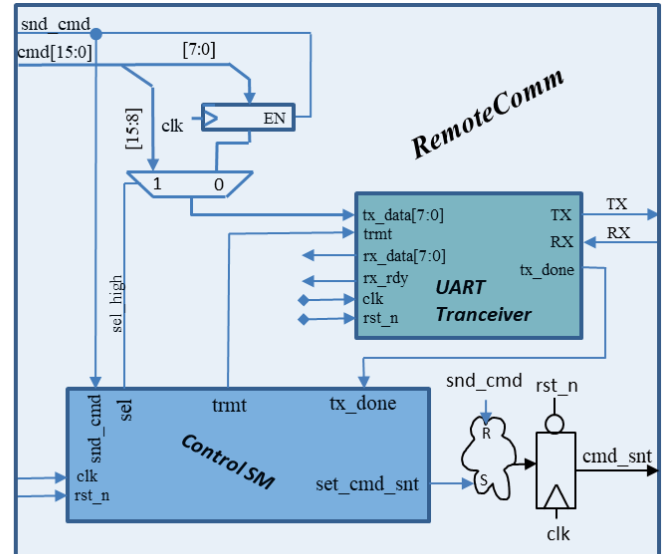 snd_cmd
cmd[15:0]
[7:0]
[15:8]
clk
EN
RemoteComm
1 0
sel_high
tx_data[7:0]
trmt
rx_data[7:0]
rx_rdy
clk
rst_n
UART
Tranceiver
TX
RX
tx_done
TX
RX
snd_cmd
sel
trmt
tx_done
Control SM
clk
rst_n
set_cmd_snt
snd_cmd
R
S
rst_n
cmd_snt
clk